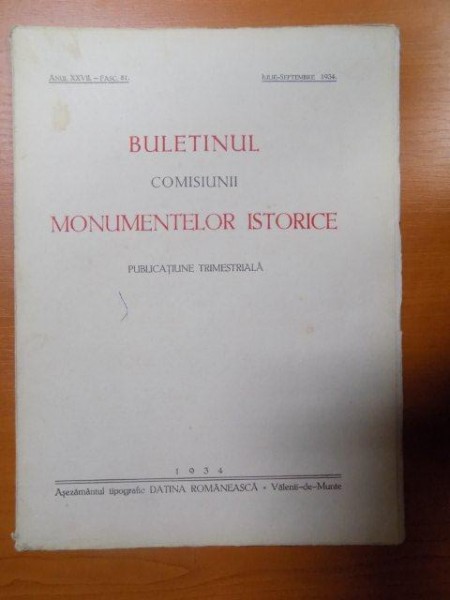 Anul XXVII. – Fasc. 81. Iulie-Septembre 1934.
BULETINUL
COMISIUNII
MONUMENTELOR ISTORICE
PUBLICAȚIUNE TRIMESTRIALĂ
1934
Așezământul tipografic DATINA ROMÂNEASCĂ - Vălenii-de-Munte